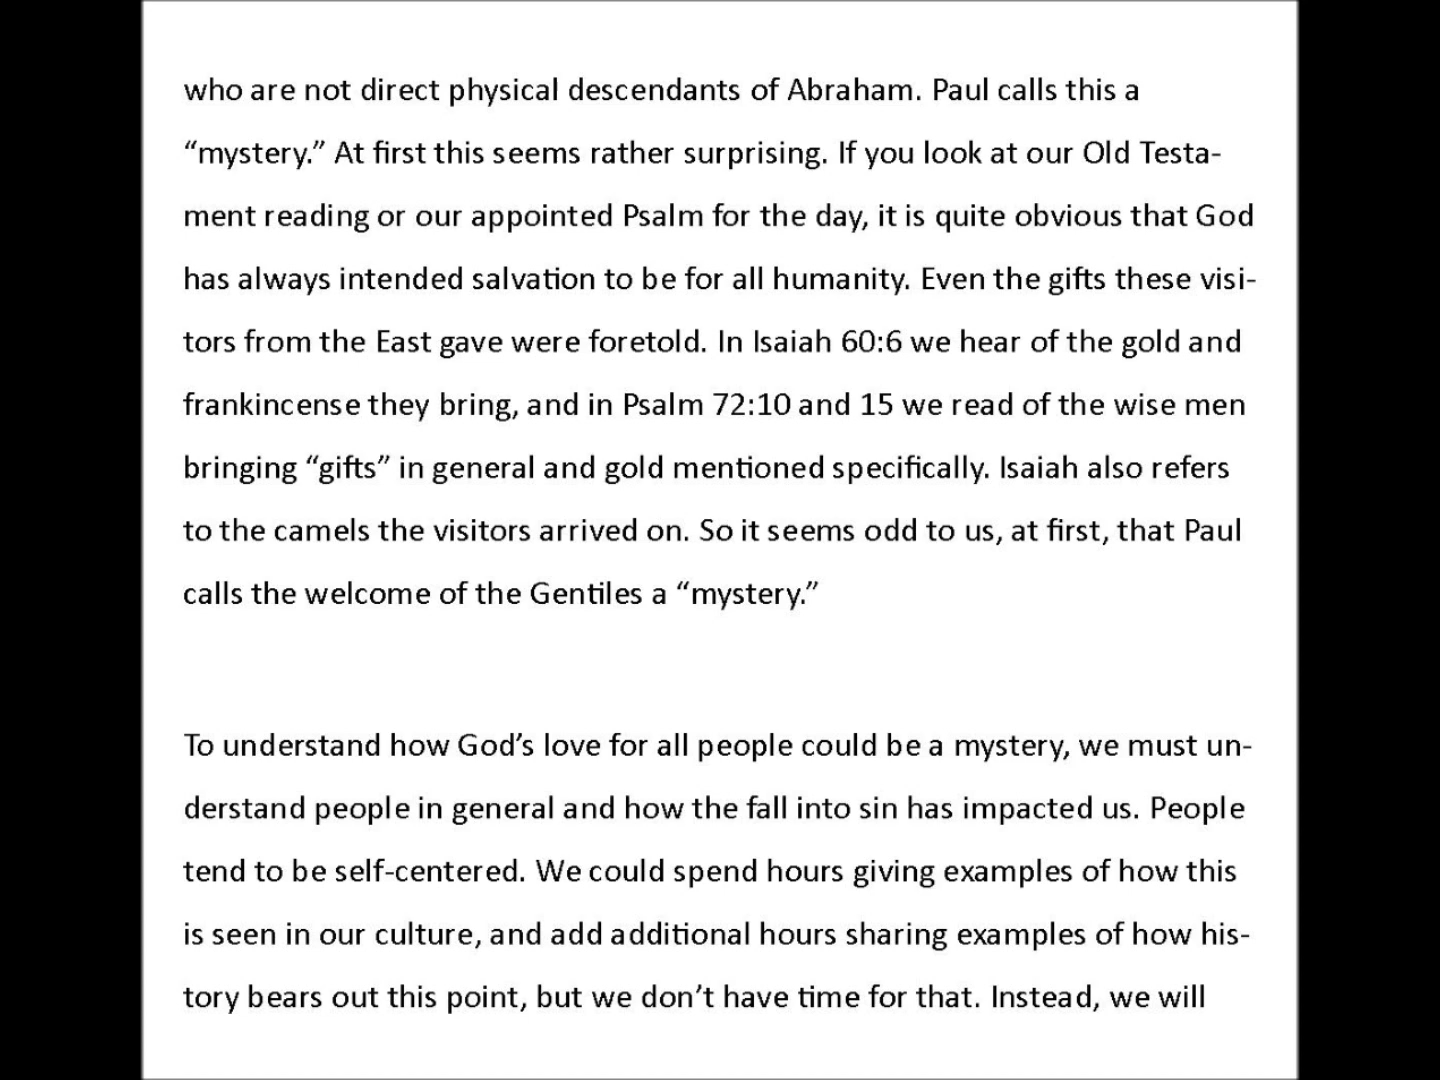 who are not direct physical descendants of Abraham. Paul calls this a
“mystery.” At first this seems rather surprising. If you look at our Old Testa-
ment reading or our appointed Psalm for the day, it is quite obvious that God
has always intended salvation to be for all humanity. Even the gifts these visi-
tors from the East gave were foretold. In Isaiah 60:6 we hear of the gold and
frankincense they bring, and in Psalm 72:10 and 15 we read of the wise men
bringing “gifts” in general and gold mentioned specifically. Isaiah also refers
to the camels the visitors arrived on. So it seems odd to us, at first, that Paul
calls the welcome of the Gentiles a “mystery.”
To understand how God’s love for all people could be a mystery, we must un-
derstand people in general and how the fall into sin has impacted us. People
tend to be self-centered. We could spend hours giving examples of how this
is seen in our culture, and add additional hours sharing examples of how his-
tory bears out this point, but we don’t have time for that. Instead, we will